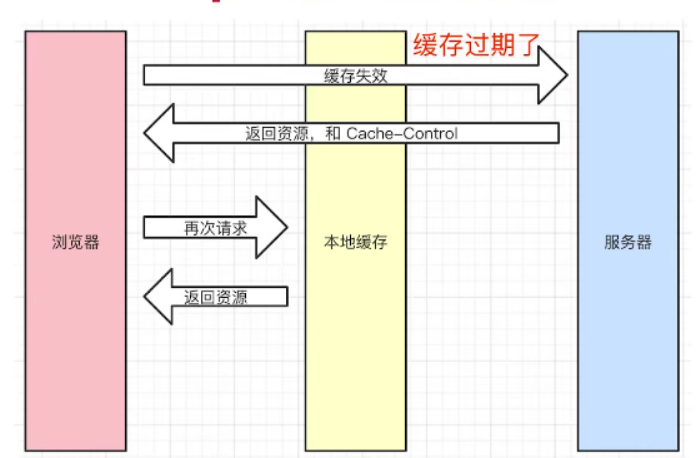 缓存过期了
缓存失效
返回资源，和 Cache-Control
再次请求
浏览器
本地缓存
服务器
返回资源